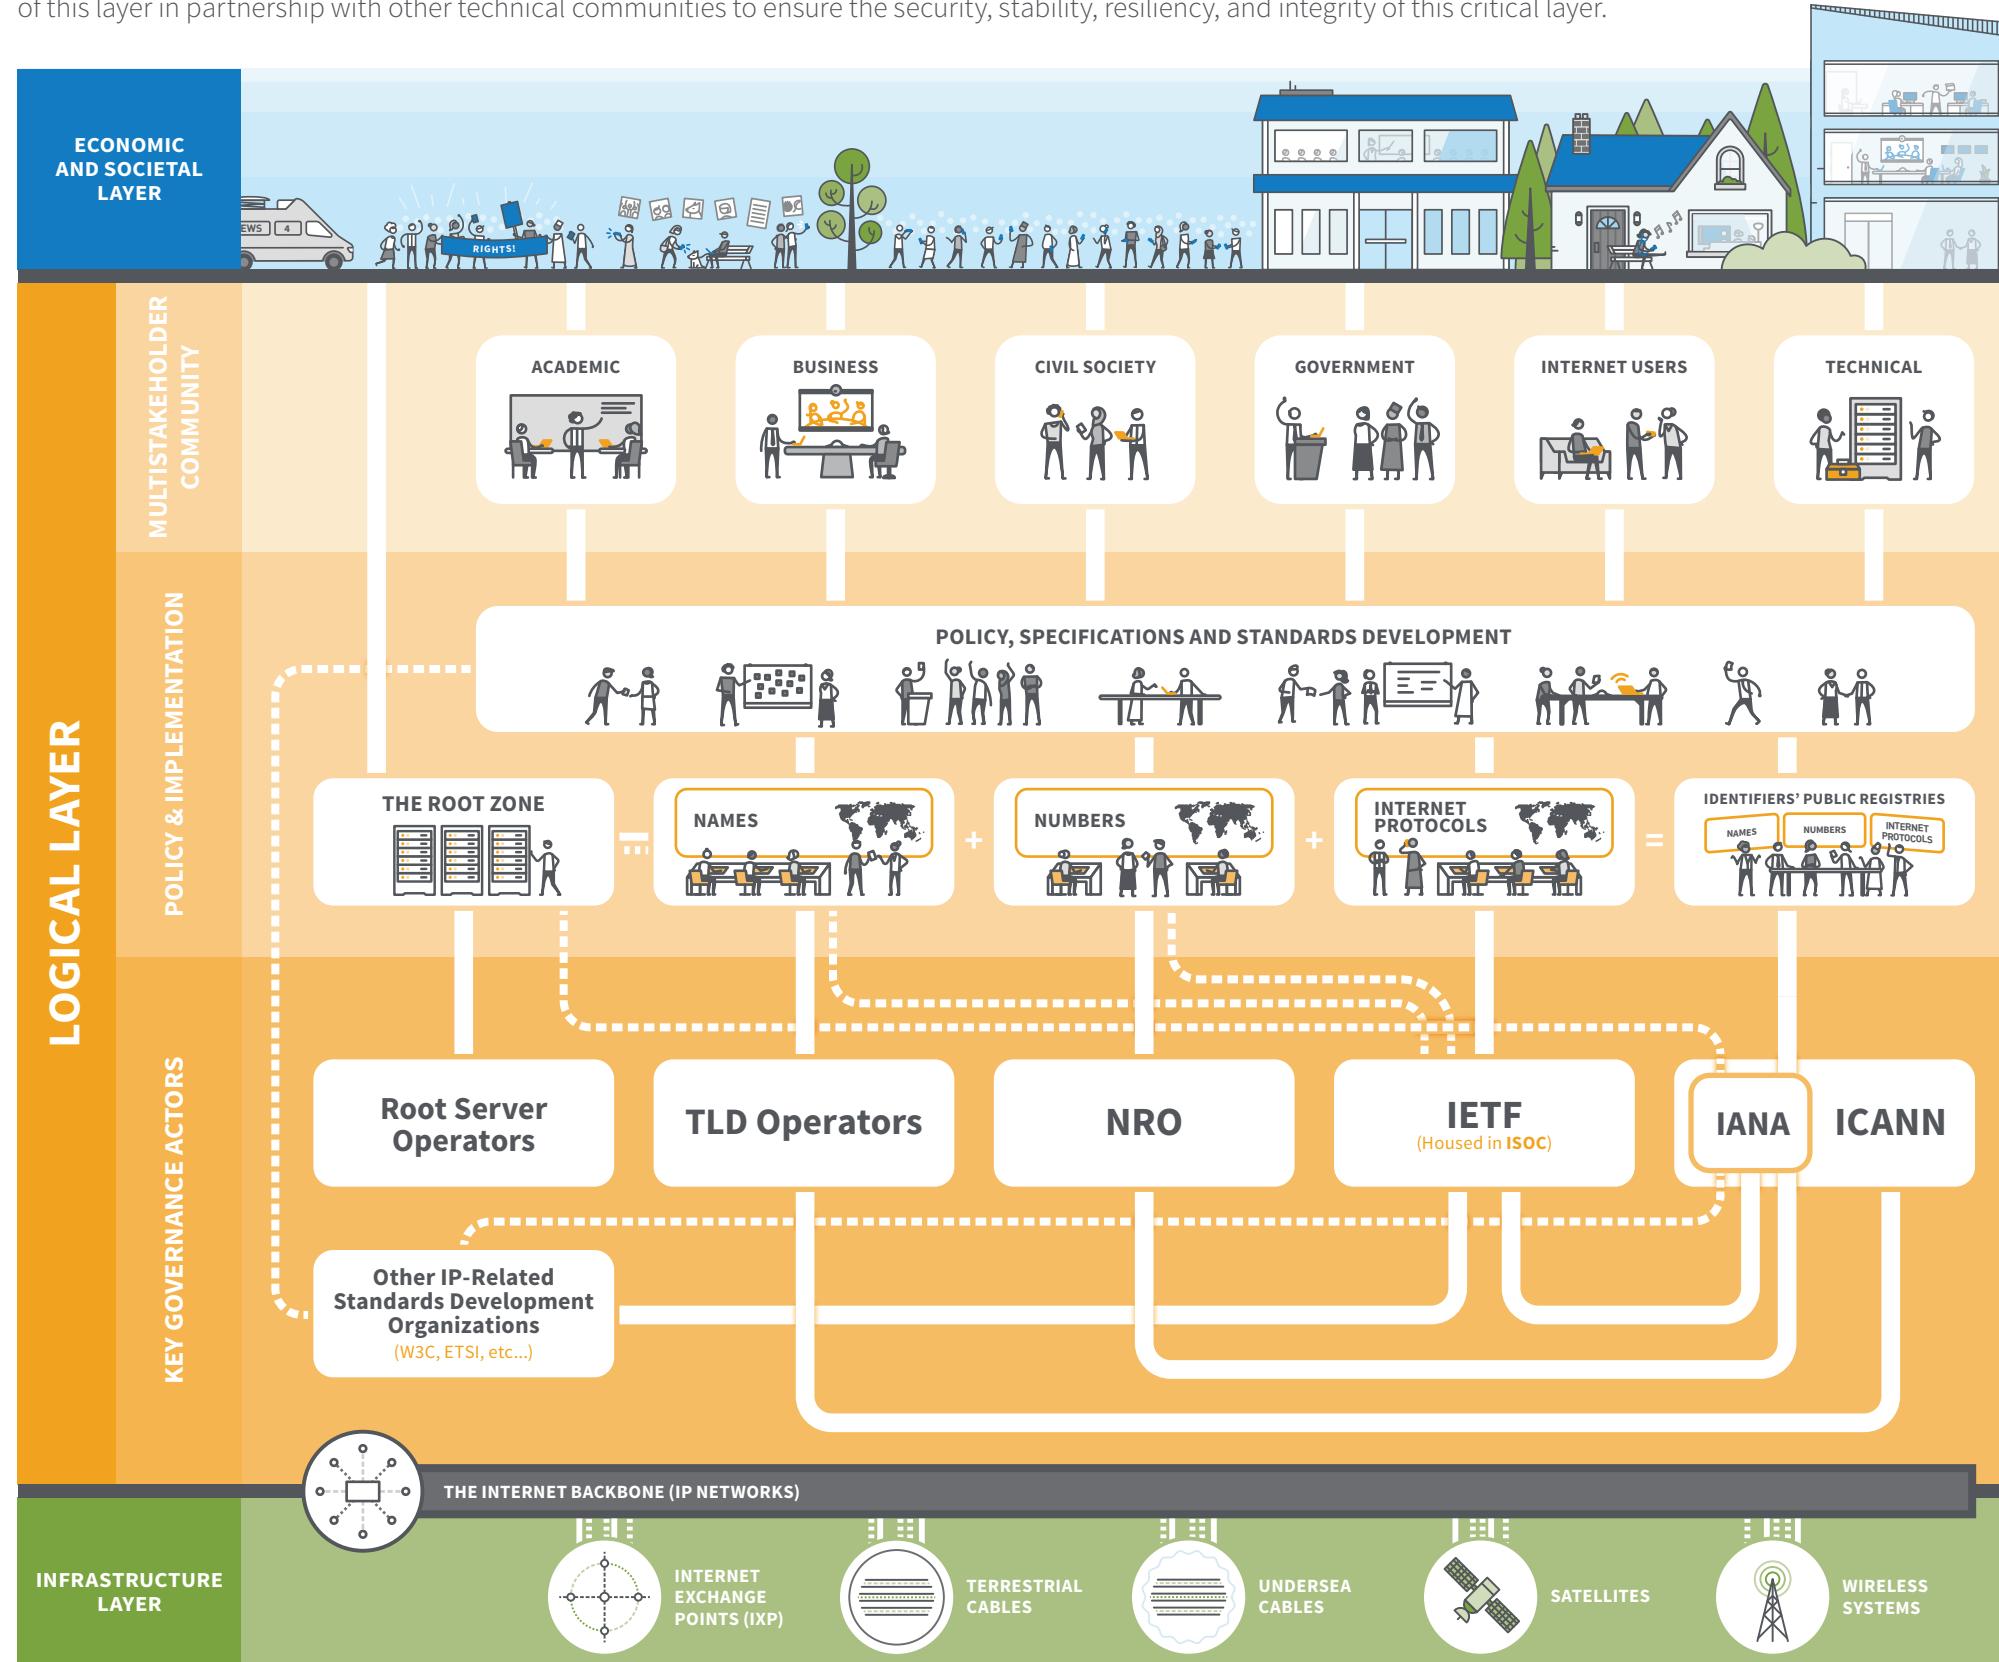 of this layer in partnership with other technical communities to ensure the security, stability, resiliency, and integrity of this critical layer.
ECONOMIC
AND SOCIETAL
LAYER
EWS 4
RIGHTS!
LOGICAL LAYER
MULTISTAKEHOLDER
COMMUNITY
ACADEMIC
BUSINESS
CIVIL SOCIETY
GOVERNMENT
INTERNET USERS
TECHNICAL
POLICY & IMPLEMENTATION
POLICY, SPECIFICATIONS AND STANDARDS DEVELOPMENT
THE ROOT ZONE
NAMES
+
NUMBERS
+
INTERNET
PROTOCOLS
=
IDENTIFIERS' PUBLIC REGISTRIES
NAMES
NUMBERS
INTERNET
PROTOCOLS
KEY GOVERNANCE ACTORS
Root Server
Operators
TLD Operators
NRO
IETF
(Housed in ISOC)
IANA
ICANN
Other IP-Related
Standards Development
Organizations
(W3C, ETSI, etc...)
THE INTERNET BACKBONE (IP NETWORKS)
INFRASTRUCTURE
LAYER
INTERNET
EXCHANGE
POINTS (IXP)
TERRESTRIAL
CABLES
UNDERSEA
CABLES
SATELLITES
WIRELESS
SYSTEMS